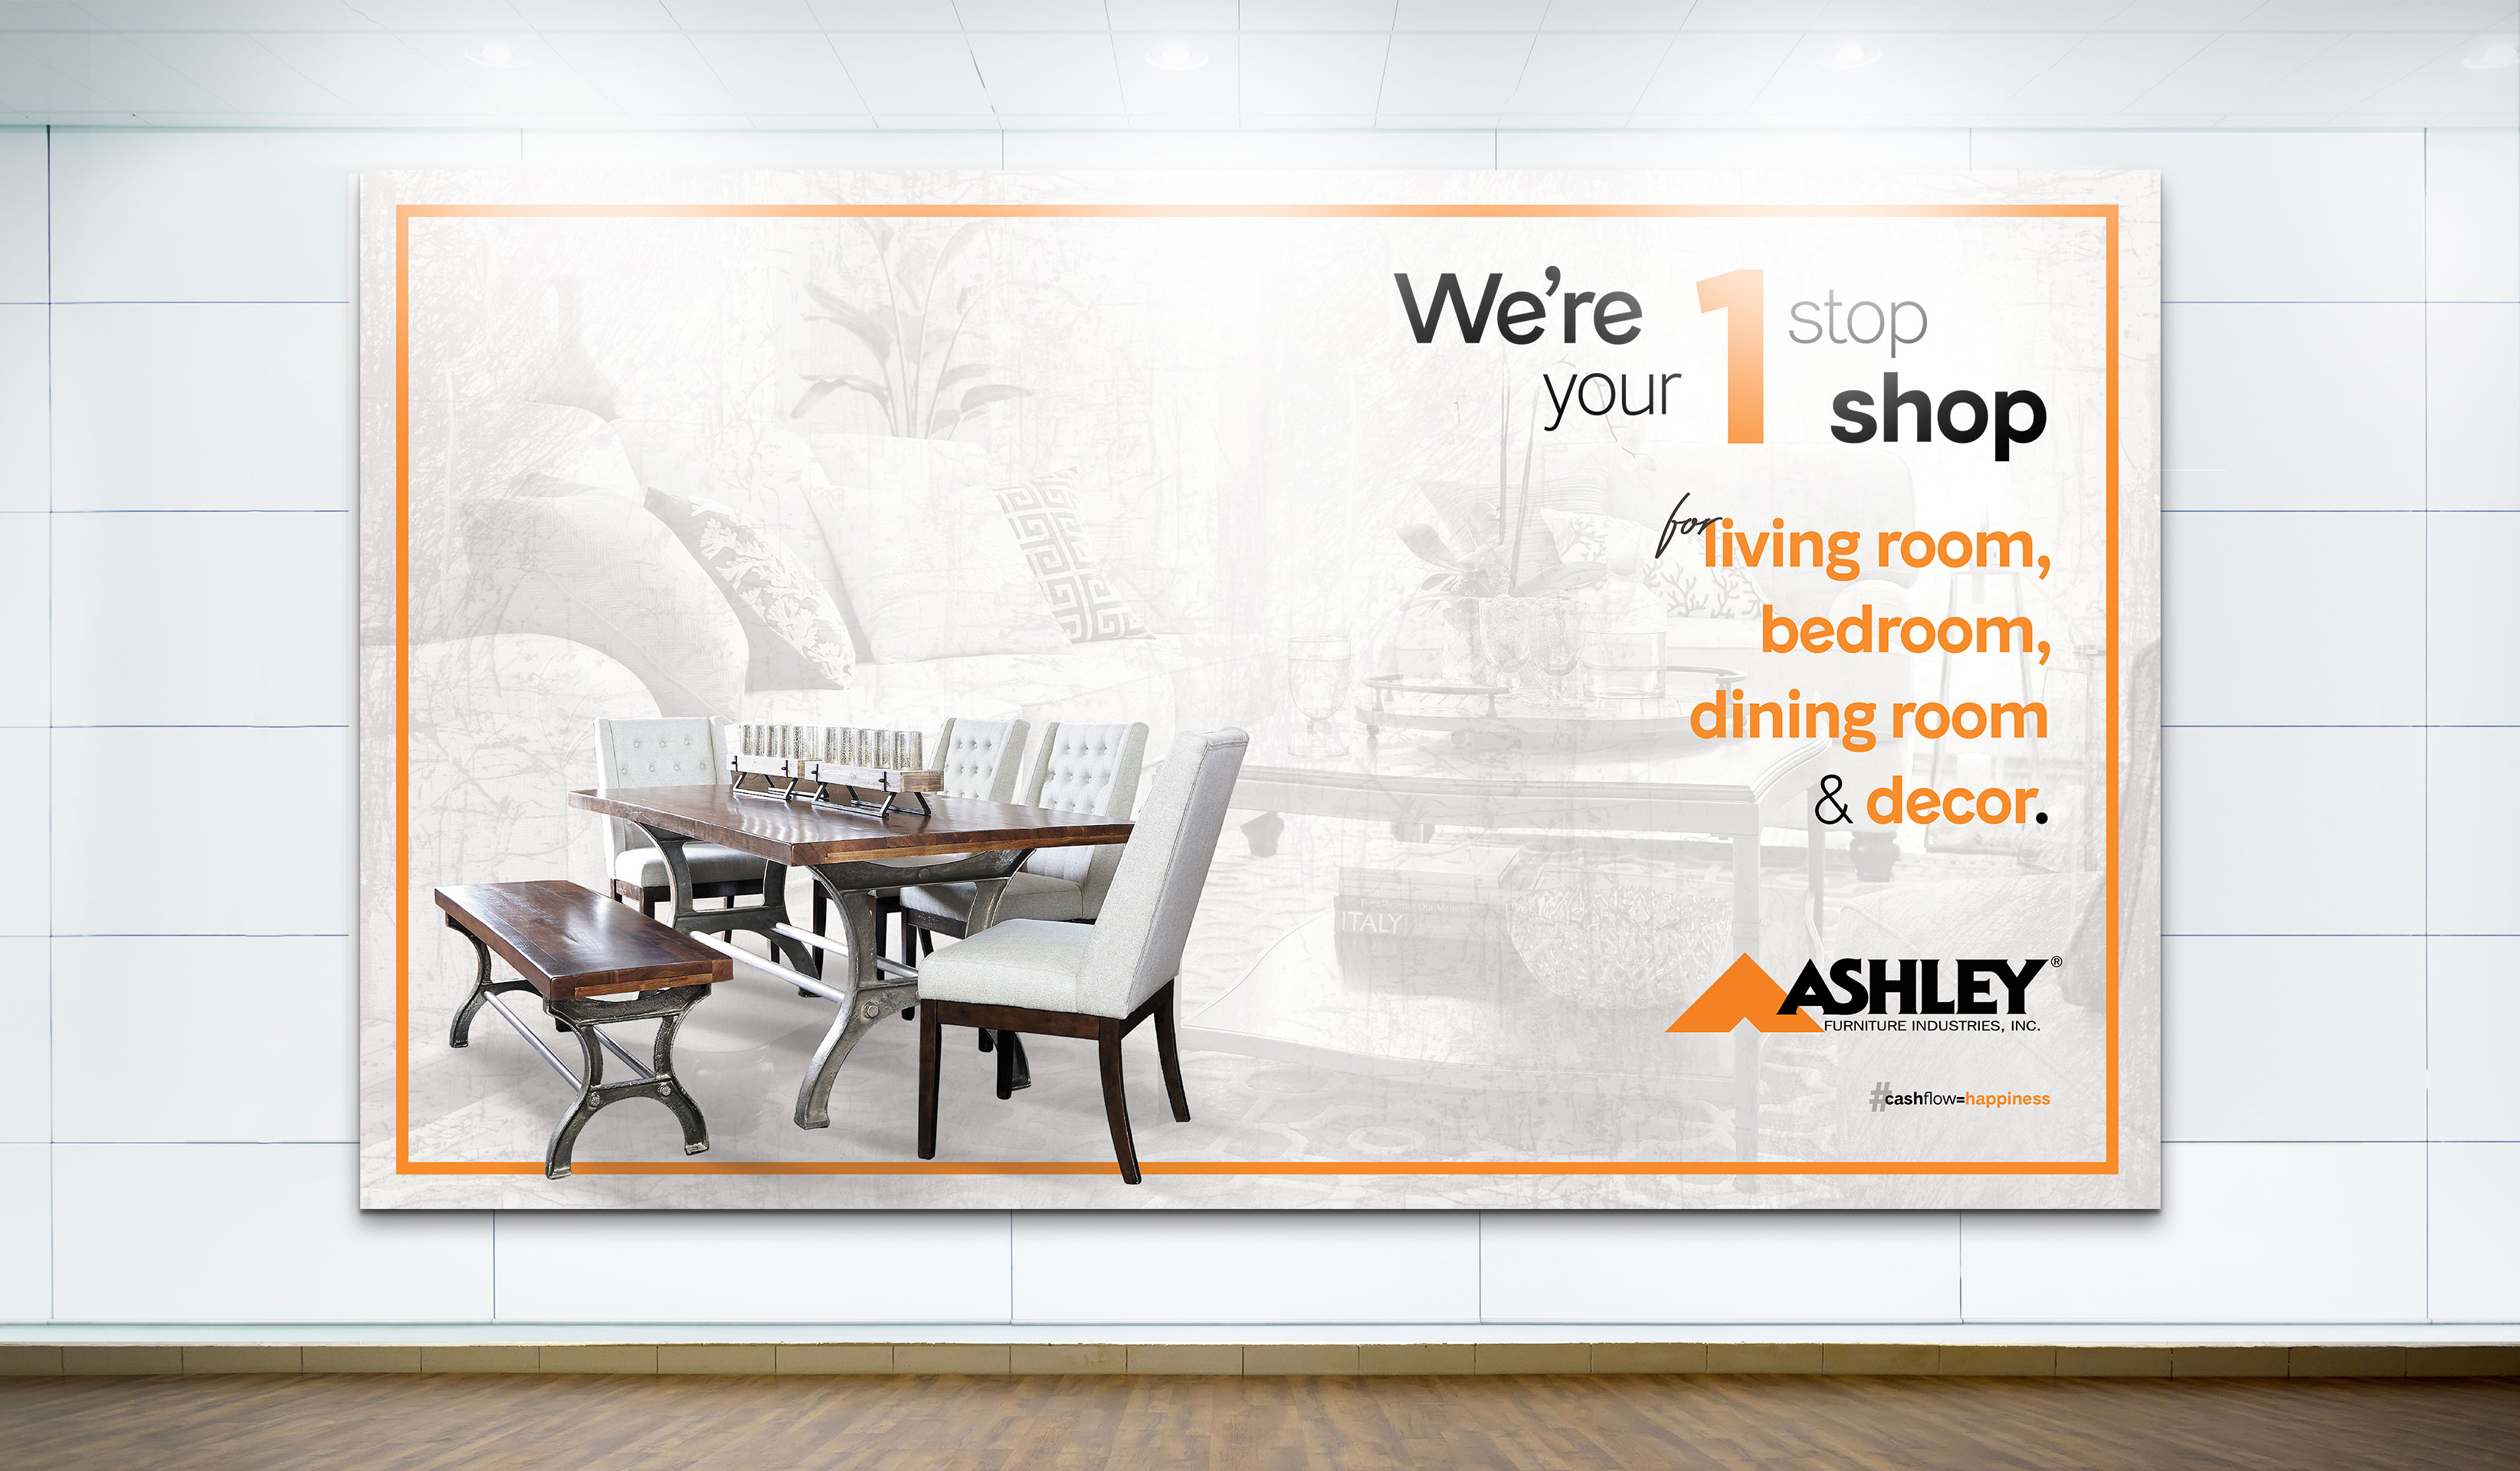 We're 1 stop
your shop
for living room,
bedroom,
dining room
& decor.
ASHLEY®
FURNITURE INDUSTRIES, INC.
#cashflow=happiness
ITALY